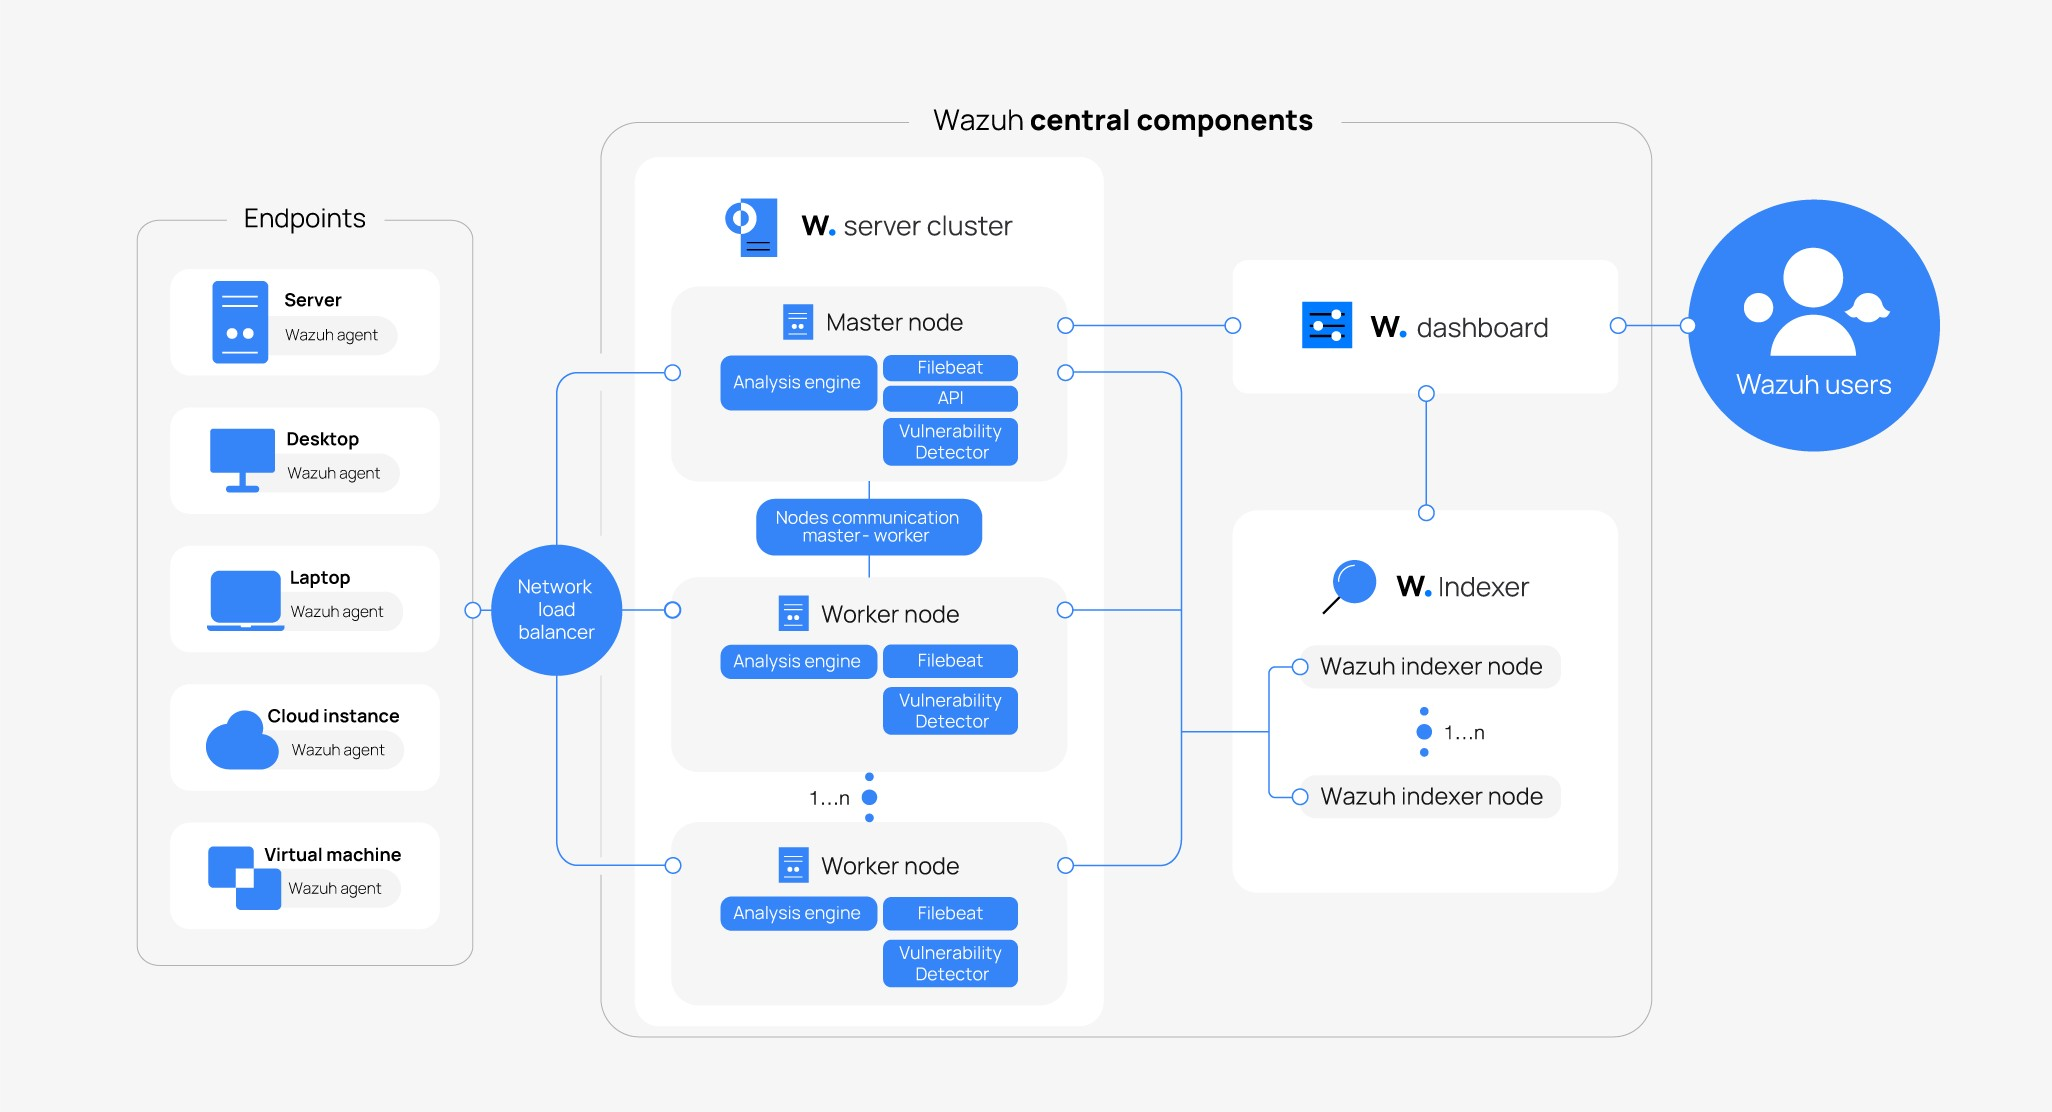 Wazuh central components
Endpoints
Server
Wazuh agent
Desktop
Wazuh agent
Laptop
Wazuh agent
Cloud instance
Wazuh agent
Virtual machine
Wazuh agent
Network
load
balancer
W. server cluster
Master node
Analysis engine
Filebeat
API
Vulnerability
Detector
Nodes communication
master- worker
Worker node
Analysis engine
Filebeat
Vulnerability
Detector
1...n
Worker node
Analysis engine
Filebeat
Vulnerability
Detector
W. dashboard
W. Indexer
Wazuh indexer node
1...n
Wazuh indexer node
Wazuh users